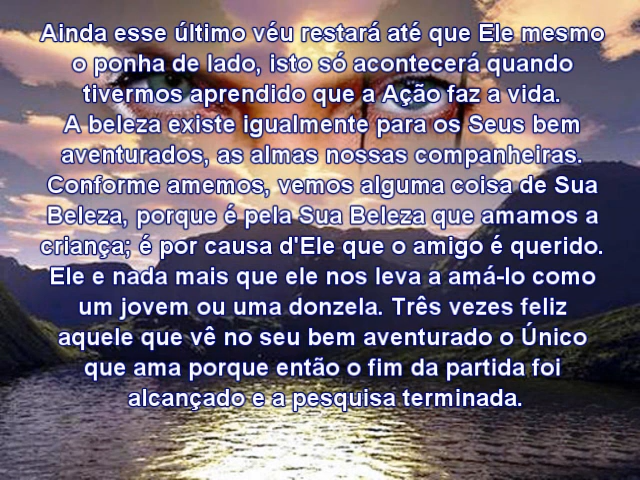 Ainda esse último véu restará até que Ele mesmo
o ponha de lado, isto só acontecerá quando
tivermos aprendido que a Ação faz a vida.
A beleza existe igualmente para os Seus bem
aventurados, as almas nossas companheiras.
Conforme amemos, vemos alguma coisa de Sua
Beleza, porque é pela Sua Beleza que amamos a
criança; é por causa d'Ele que o amigo é querido.
Ele e nada mais que ele nos leva a amá-lo como
um jovem ou uma donzela. Três vezes feliz
aquele que vê no seu bem aventurado o Único
que ama porque então o fim da partida foi
alcançado e a pesquisa terminada.